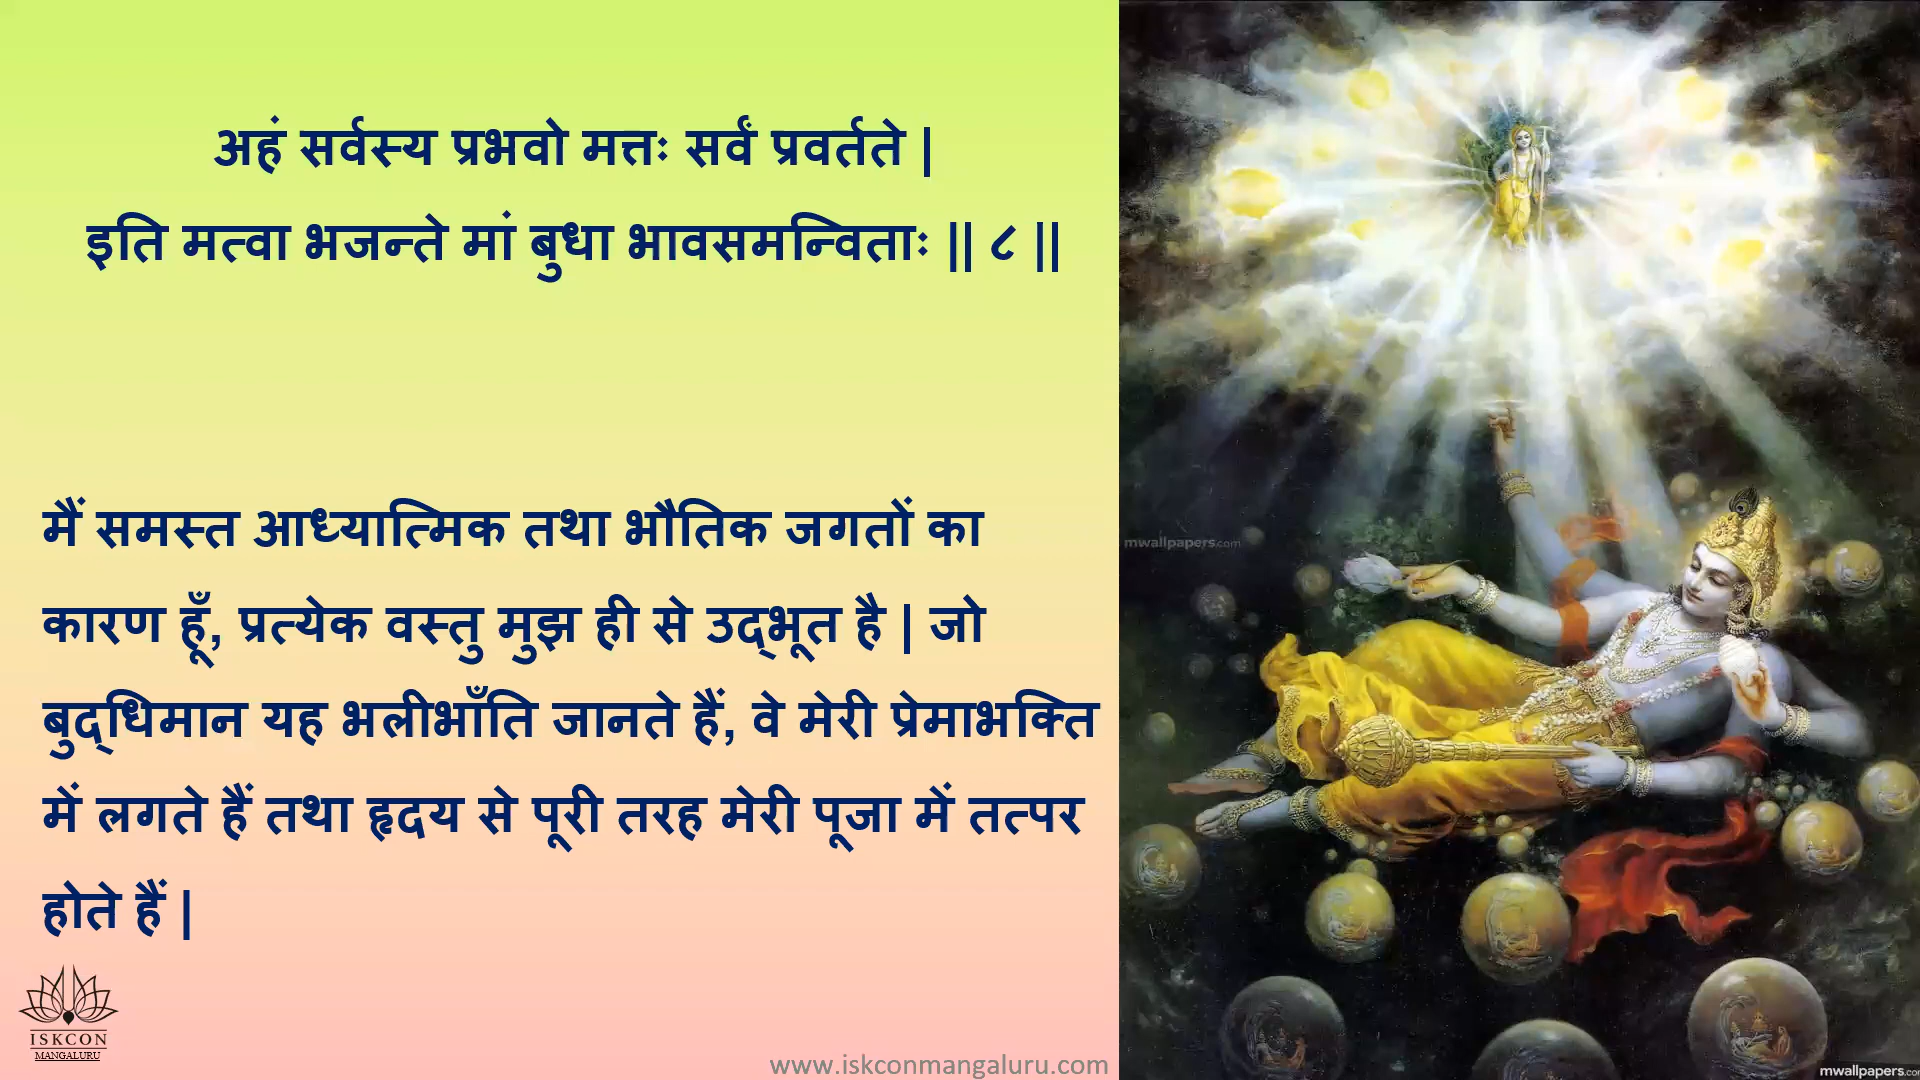 अहं सर्वस्य प्रभवो मत्तः सर्वं प्रवर्तते |
इति मत्वा भजन्ते मां बुधा भावसमन्विताः || ८ ||
मैं समस्त आध्यात्मिक तथा भौतिक जगतों का
कारण हूँ, प्रत्येक वस्तु मुझ ही से उद्भूत है | जो
बुद्धिमान यह भलीभाँति जानते हैं, वे मेरी प्रेमाभक्ति
में लगते हैं तथा हृदय से पूरी तरह मेरी पूजा में तत्पर
होते हैं |
ISKCON
MANGALURU
www.iskconmangaluru.com
mwallpapers.com
mwallpapers.co